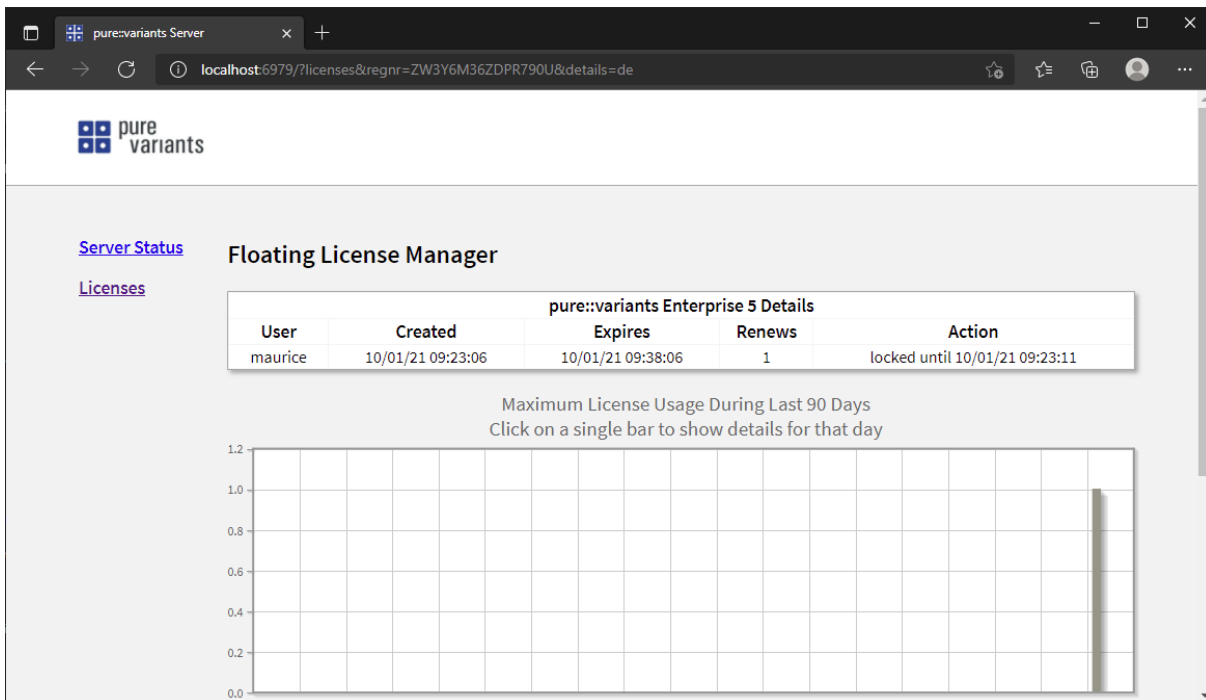 pure::variants Server
localhost:6979/?licenses&regnr=ZW3Y6M36ZDPR790U&details=de
pure
variants
Server Status
Licenses
Floating License Manager
pure::variants Enterprise 5 Details
User Created Expires Renews Action
maurice 10/01/21 09:23:06 10/01/21 09:38:06 1 locked until 10/01/21 09:23:11
Maximum License Usage During Last 90 Days
Click on a single bar to show details for that day
1.2
1.0
0.8
0.6
0.4
0.2
0.0